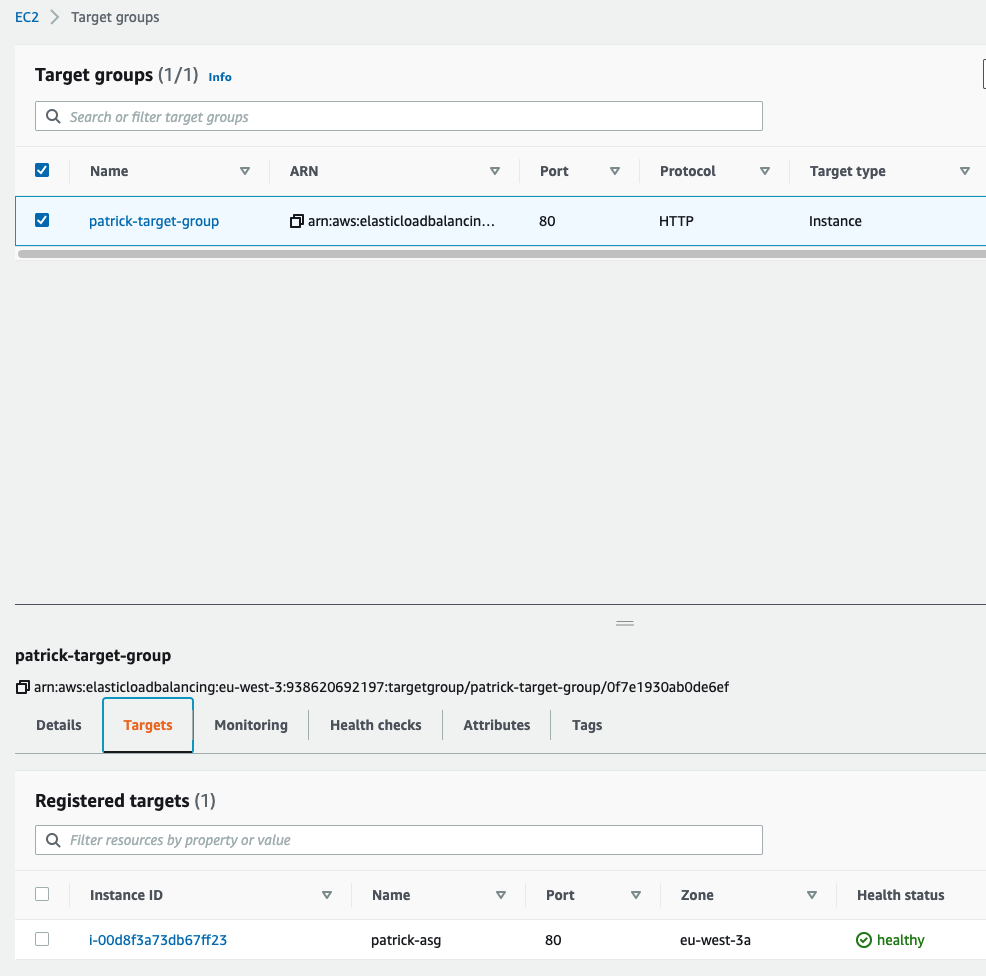 EC2 > Target groups
Target groups (1/1) Info
Search or filter target groups
Name ARN Port Protocol Target type
patrick-target-group arn:aws:elasticloadbalancin... 80 HTTP Instance
patrick-target-group
arn:aws:elasticloadbalancing:eu-west-3:938620692197:targetgroup/patrick-target-group/0f7e1930ab0de6ef
Details Targets Monitoring Health checks Attributes Tags
Registered targets (1)
Filter resources by property or value
Instance ID Name Port Zone Health status
i-00d8f3a73db67ff23 patrick-asg 80 eu-west-3a healthy